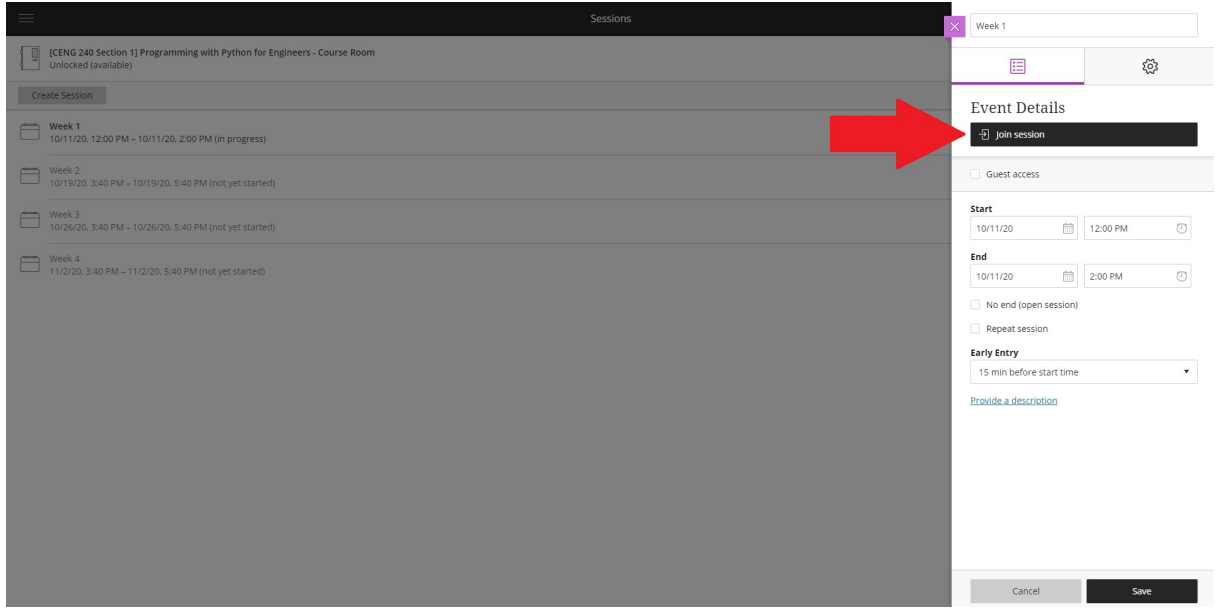 Sessions
[CENG 240 Section 1] Programming with Python for Engineers - Course Room
Unlocked (available)
Create Session
Week 1
10/11/20, 12:00 PM – 10/11/20, 2:00 PM (in progress)
Week 2
10/19/20, 3:40 PM – 10/19/20, 5:40 PM (not yet started)
Week 3
10/26/20, 3:40 PM – 10/26/20, 5:40 PM (not yet started)
Week 4
11/2/20, 3:40 PM – 11/2/20, 5:40 PM (not yet started)
Week 1
Event Details
Join session
Guest access
Start
10/11/20 12:00 PM
End
10/11/20 2:00 PM
No end (open session)
Repeat session
Early Entry
15 min before start time
Provide a description
Cancel Save